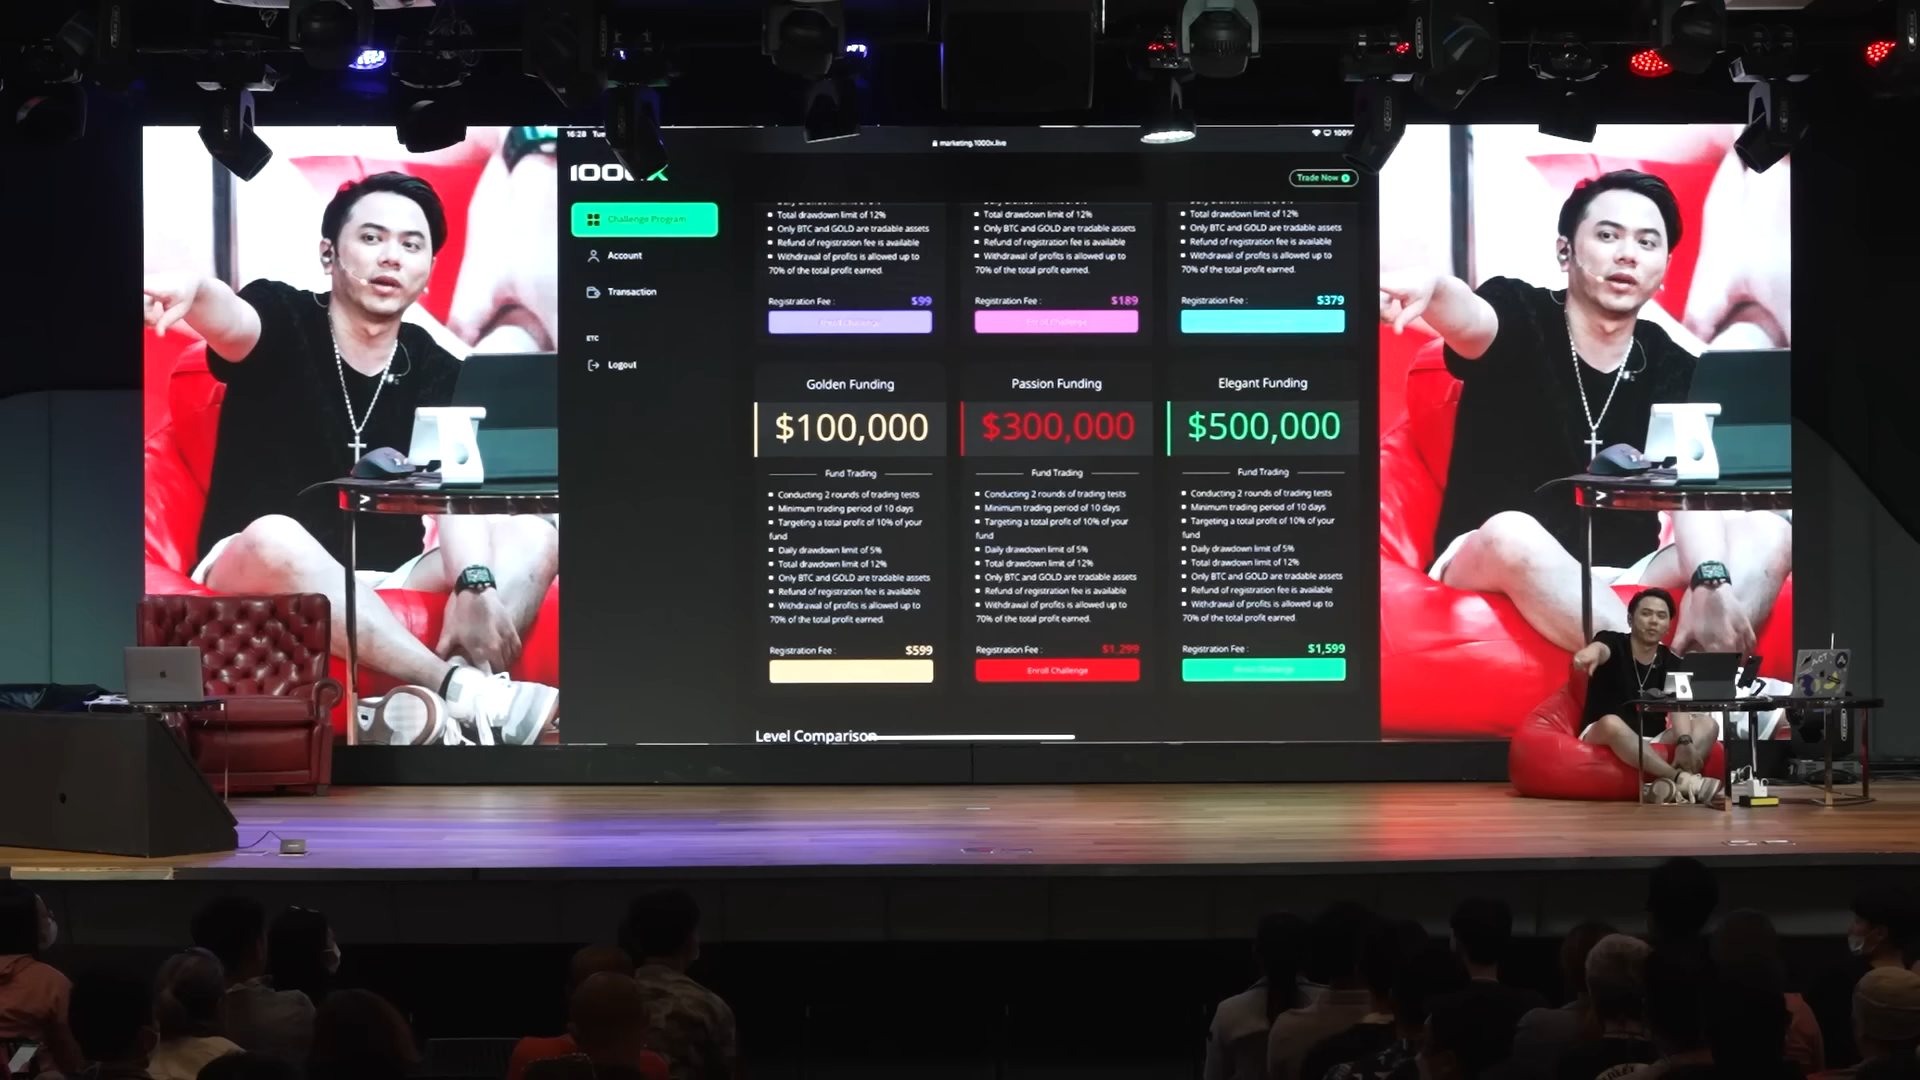 16:28 Tue
100%
marketing.1000x.live
1000X
Trade Now
Challenge Program
Account
Transaction
ETC
Logout
Total drawdown limit of 12%
Only BTC and GOLD are tradable assets
Refund of registration fee is available
Withdrawal of profits is allowed up to
70% of the total profit earned.
Registration Fee : $99
Enroll Challenge
Total drawdown limit of 12%
Only BTC and GOLD are tradable assets
Refund of registration fee is available
Withdrawal of profits is allowed up to
70% of the total profit earned.
Registration Fee : $189
Enroll Challenge
Total drawdown limit of 12%
Only BTC and GOLD are tradable assets
Refund of registration fee is available
Withdrawal of profits is allowed up to
70% of the total profit earned.
Registration Fee : $379
Golden Funding
$100,000
Fund Trading
Conducting 2 rounds of trading tests
Minimum trading period of 10 days
Targeting a total profit of 10% of your
fund
Daily drawdown limit of 5%
Total drawdown limit of 12%
Only BTC and GOLD are tradable assets
Refund of registration fee is available
Withdrawal of profits is allowed up to
70% of the total profit earned.
Registration Fee : $599
Passion Funding
$300,000
Fund Trading
Conducting 2 rounds of trading tests
Minimum trading period of 10 days
Targeting a total profit of 10% of your
fund
Daily drawdown limit of 5%
Total drawdown limit of 12%
Only BTC and GOLD are tradable assets
Refund of registration fee is available
Withdrawal of profits is allowed up to
70% of the total profit earned.
Registration Fee : $1,299
Enroll Challenge
Elegant Funding
$500,000
Fund Trading
Conducting 2 rounds of trading tests
Minimum trading period of 10 days
Targeting a total profit of 10% of your
fund
Daily drawdown limit of 5%
Total drawdown limit of 12%
Only BTC and GOLD are tradable assets
Refund of registration fee is available
Withdrawal of profits is allowed up to
70% of the total profit earned.
Registration Fee : $1,599
Enroll Challenge
Level Comparison